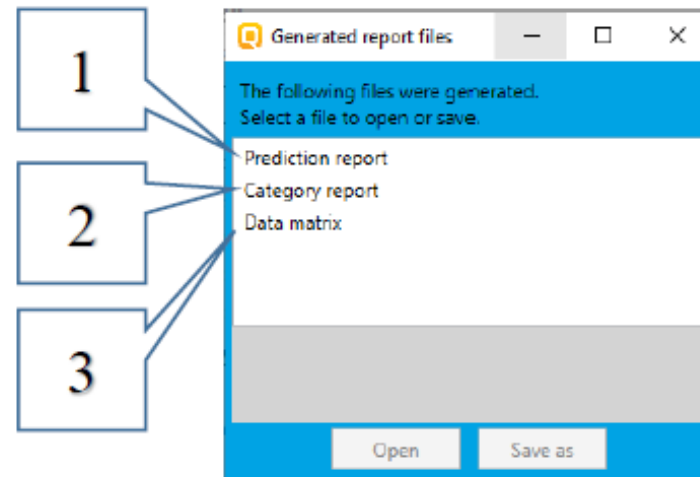 1
2
3
Generated report files
The following files were generated.
Select a file to open or save.
Prediction report
Category report
Data matrix
Open
Save as